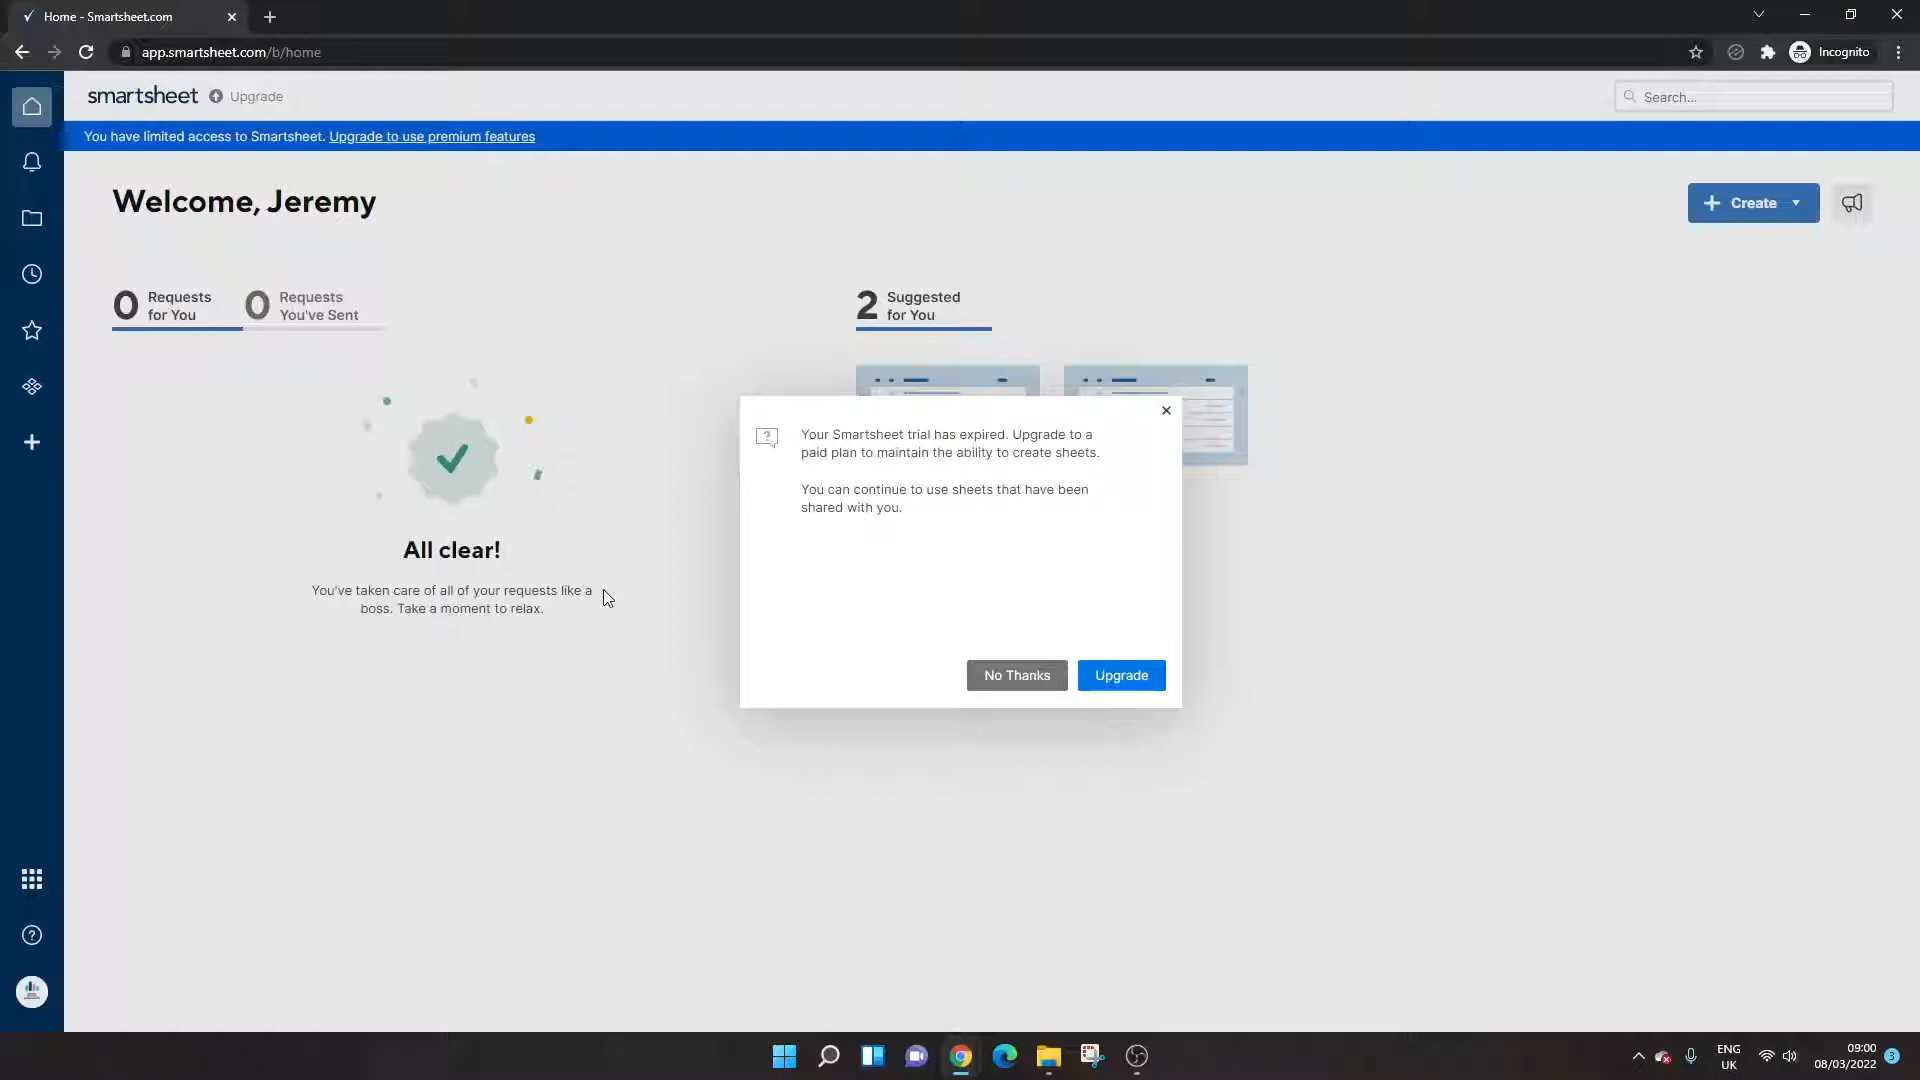 Home - Smartsheet.com
app.smartsheet.com/b/home
Incognito
smartsheet Upgrade
Search...
You have limited access to Smartsheet. Upgrade to use premium features
Welcome, Jeremy
Create
0 Requests for You
0 Requests You've Sent
2 Suggested for You
All clear!
You've taken care of all of your requests like a
boss. Take a moment to relax.
Your Smartsheet trial has expired. Upgrade to a
paid plan to maintain the ability to create sheets.
You can continue to use sheets that have been
shared with you.
No Thanks
Upgrade
ENG
UK
09:00
08/03/2022
3